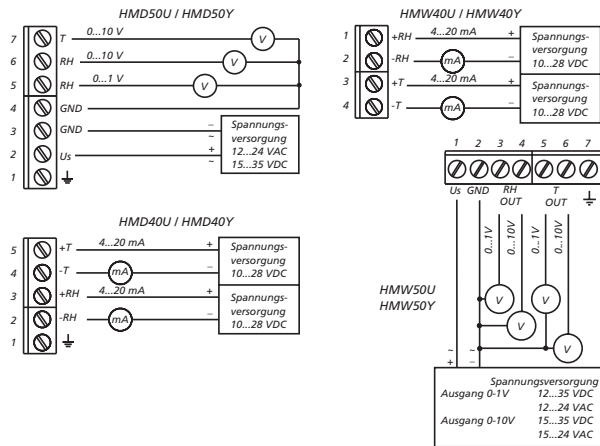 HMD50U / HMD50Y
7 T 0...10 V V
6 RH 0...10 V V
5 RH 0...1 V V
4 GND
3 GND – ~
2 Us + ~
1
Spannungs-
versorgung
12...24 VAC
15...35 VDC
HMW40U / HMW40Y
1 +RH 4...20 mA +
2 -RH mA –
Spannungs-
versorgung
10...28 VDC
3 +T 4...20 mA +
4 -T mA –
Spannungs-
versorgung
10...28 VDC
HMD40U / HMD40Y
5 +T 4...20 mA +
4 -T mA –
Spannungs-
versorgung
10...28 VDC
3 +RH 4...20 mA +
2 -RH mA –
1
Spannungs-
versorgung
10...28 VDC
1 2 3 4 5 6 7
Us GND RH T
OUT OUT
0...1V 0...10V 0...1V 0...10V
HMW50U
HMW50Y
V V
V
V
~ ~
+ –
Spannungsversorgung
Ausgang 0-1V 12...35 VDC
12...24 VAC
Ausgang 0-10V 15...35 VDC
15...24 VAC